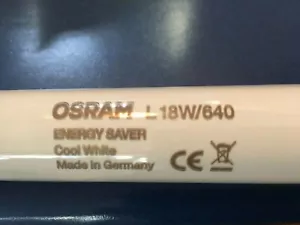 OSRAM L 18W/640
ENERGY SAVER
Cool White
Made in Germany CE